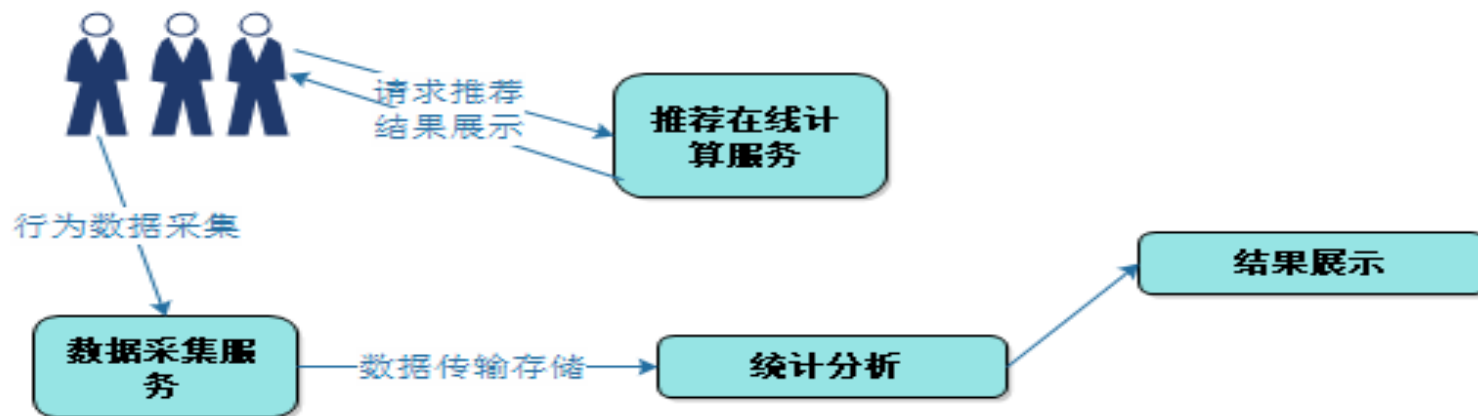 请求推荐
结果展示
推荐在线计
算服务
行为数据采集
结果展示
数据采集服
务
数据传输存储
统计分析